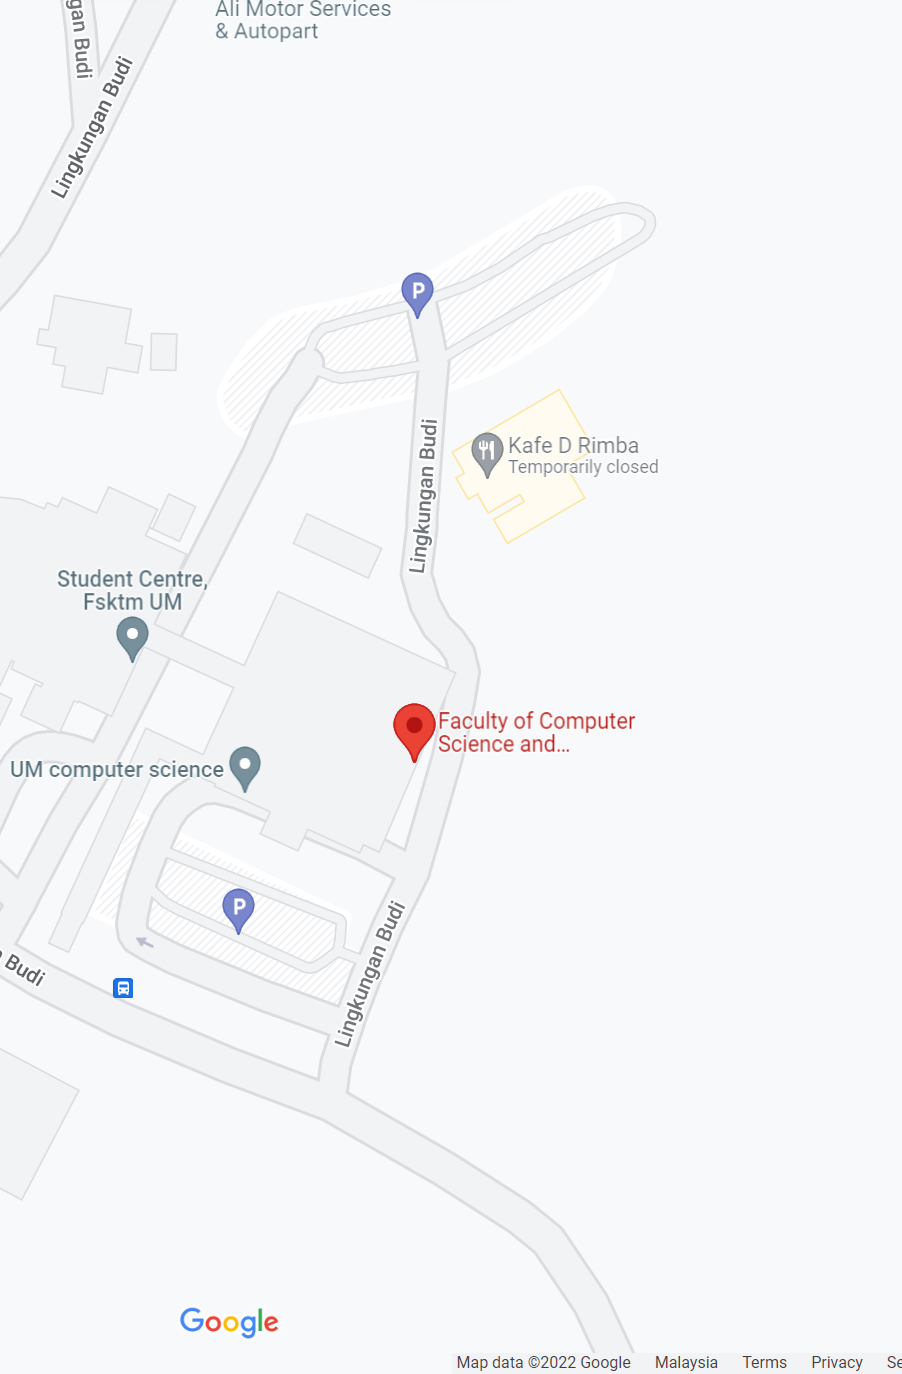 Ali Motor Services
& Autopart
gan Budi
Lingkungan Budi
P
Kafe D Rimba
Temporarily closed
Lingkungan Budi
Student Centre,
Fsktm UM
Faculty of Computer
Science and...
UM computer science
P
Lingkungan Budi
Budi
Google
Map data ©2022 Google Malaysia Terms Privacy Se